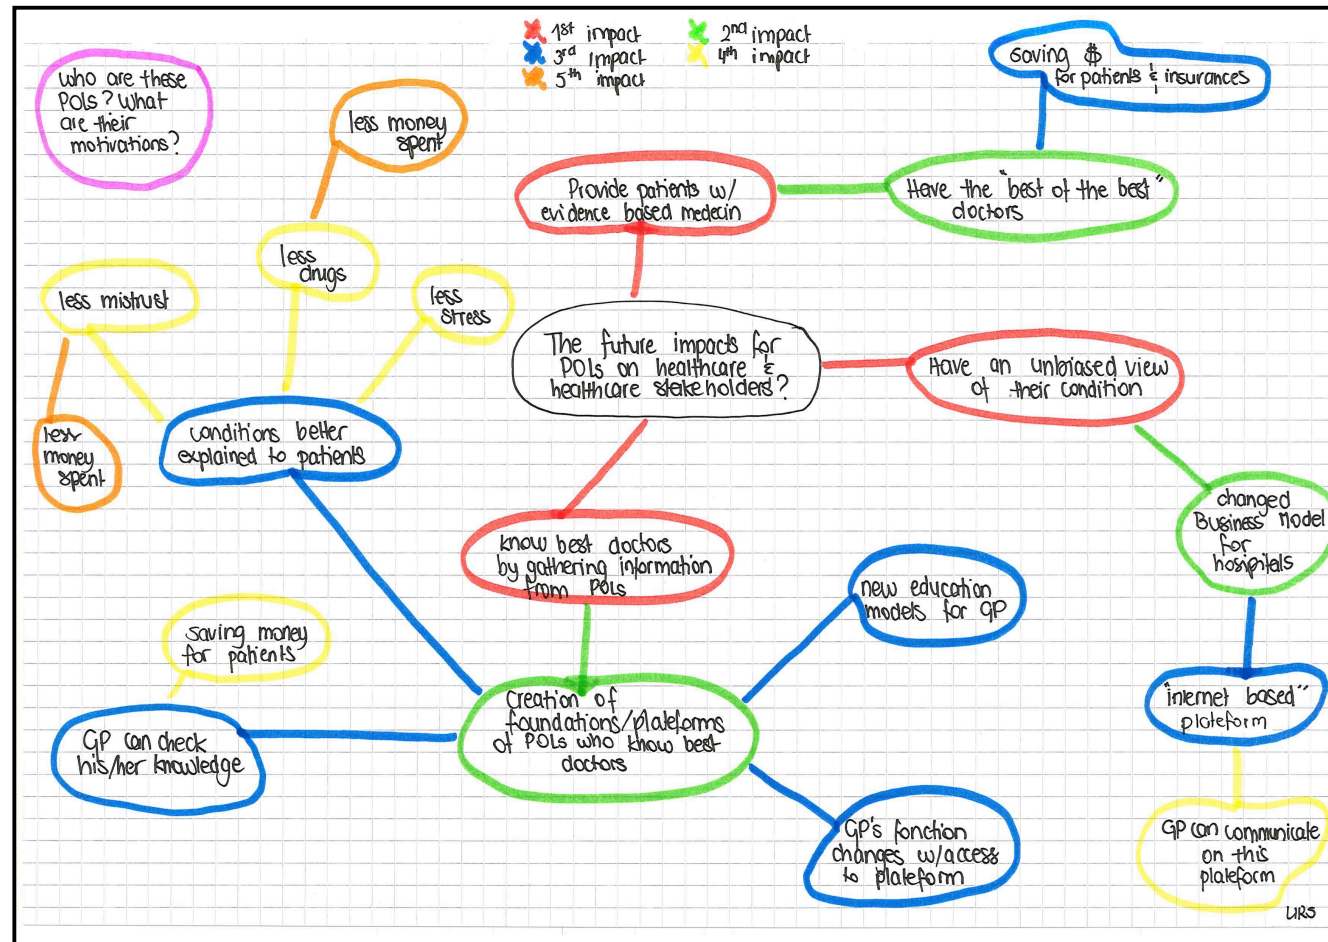 1st impact
2nd impact
3rd impact
4th impact
5th impact
who are these
POLs? What
are their
motivations?
less money
spent
saving $
for patients & insurances
Provide patients w/
evidence based medecin
Have the "best of the best"
doctors
less
drugs
less mistrust
less
stress
The future impacts for
POLs on healthcare &
healthcare stakeholders?
Have an unbiased view
of their condition
less
money
spent
conditions better
explained to patients
changed
Business Model
for
hospitals
know best doctors
by gathering information
from POLs
new education
models for GP
saving money
for patients
creation of
foundations/plateforms
of POLs who know best
doctors
"internet based"
plateform
GP can check
his/her knowledge
GP's fonction
changes w/access
to plateform
GP can communicate
on this
plateform
URS